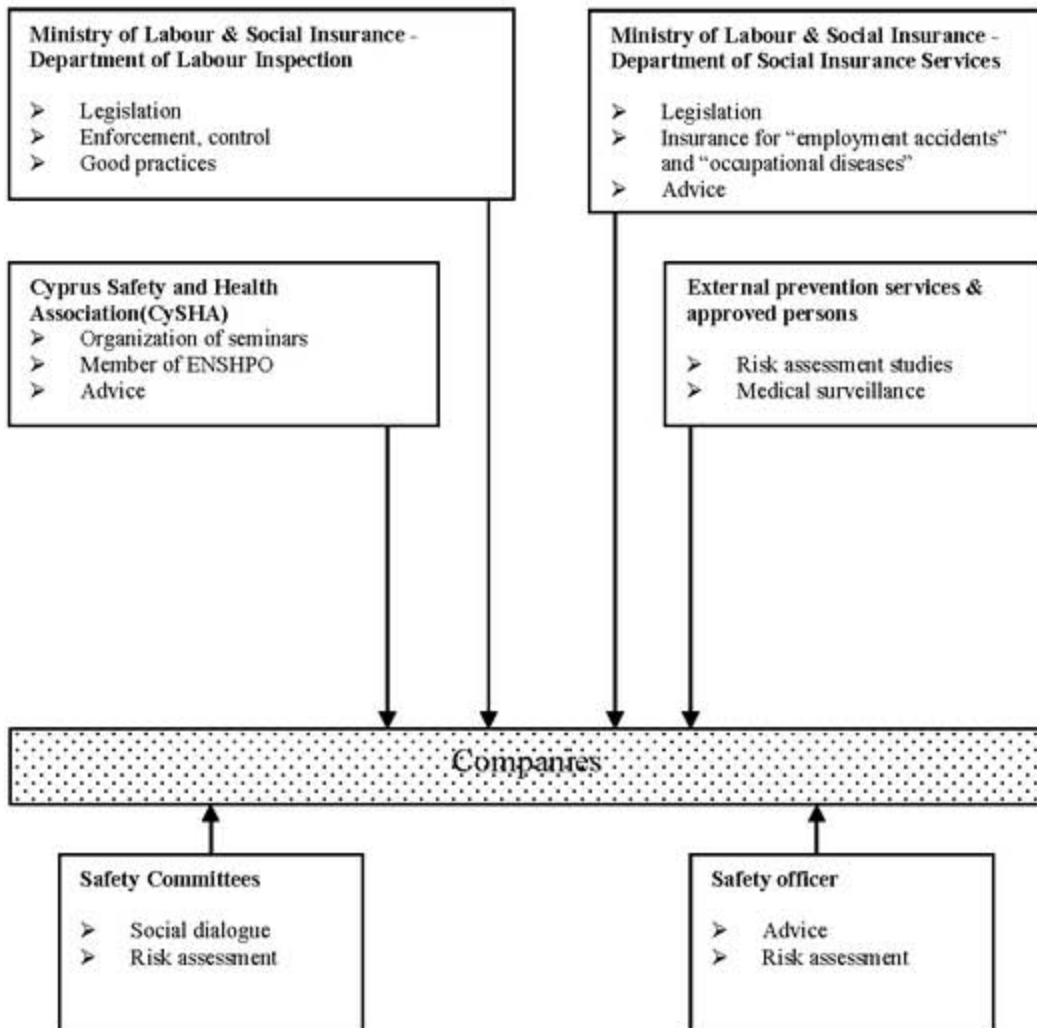 Ministry of Labour & Social Insurance -
Department of Labour Inspection
➢ Legislation
➢ Enforcement, control
➢ Good practices
Ministry of Labour & Social Insurance -
Department of Social Insurance Services
➢ Legislation
➢ Insurance for “employment accidents”
and “occupational diseases”
➢ Advice
Cyprus Safety and Health
Association(CySHA)
➢ Organization of seminars
➢ Member of ENSHPO
➢ Advice
External prevention services &
approved persons
➢ Risk assessment studies
➢ Medical surveillance
Companies
Safety Committees
➢ Social dialogue
➢ Risk assessment
Safety officer
➢ Advice
➢ Risk assessment